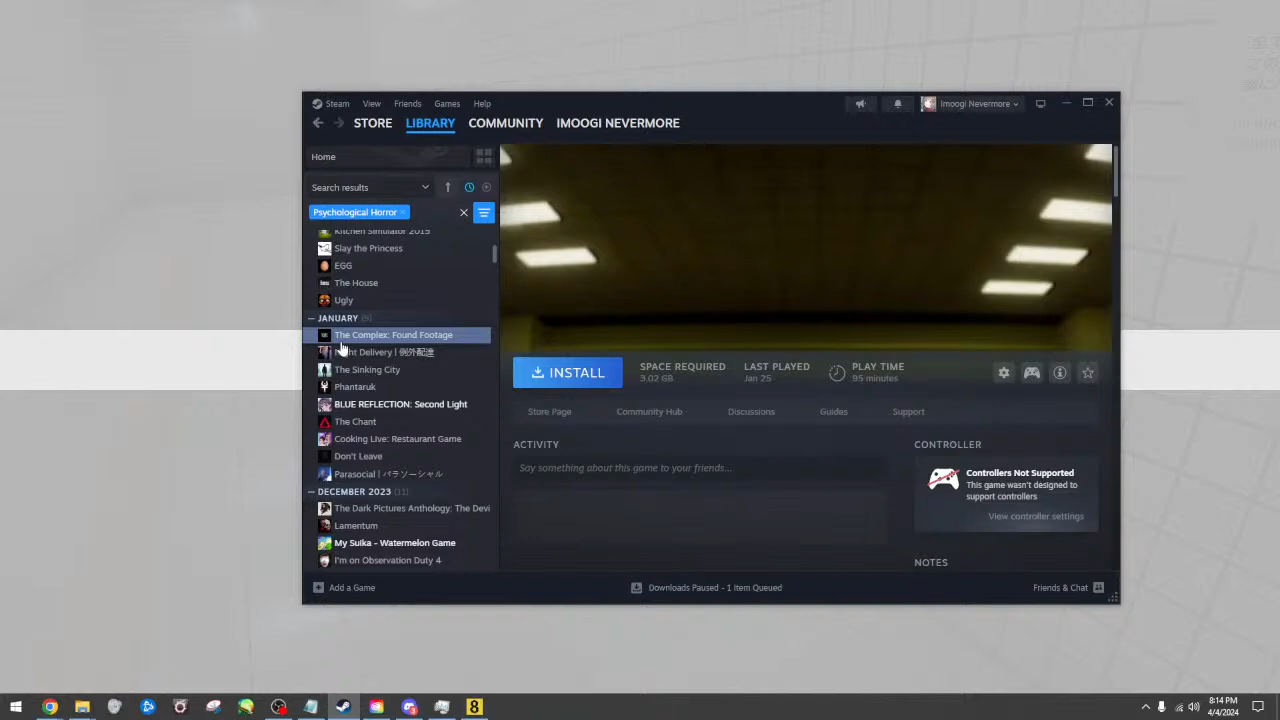 Steam View Friends Games Help
Imoogi Nevermore
STORE LIBRARY COMMUNITY IMOOGI NEVERMORE
Home
Search results
Psychological Horror
Kitchen Simulator 2015
Slay the Princess
EGG
The House
Ugly
JANUARY (9)
The Complex: Found Footage
Night Delivery | 例外配達
The Sinking City
Phantaruk
BLUE REFLECTION: Second Light
The Chant
Cooking Live: Restaurant Game
Don't Leave
Parasocial | パラソーシャル
DECEMBER 2023 (11)
The Dark Pictures Anthology: The Devi
Lamentum
My Suika - Watermelon Game
I'm on Observation Duty 4
INSTALL
SPACE REQUIRED
3.02 GB
LAST PLAYED
Jan 25
PLAY TIME
95 minutes
Store Page Community Hub Discussions Guides Support
ACTIVITY
Say something about this game to your friends...
CONTROLLER
Controllers Not Supported
This game wasn't designed to
support controllers
View controller settings
NOTES
Add a Game
Downloads Paused - 1 Item Queued
Friends & Chat
8
8:14 PM
4/4/2024